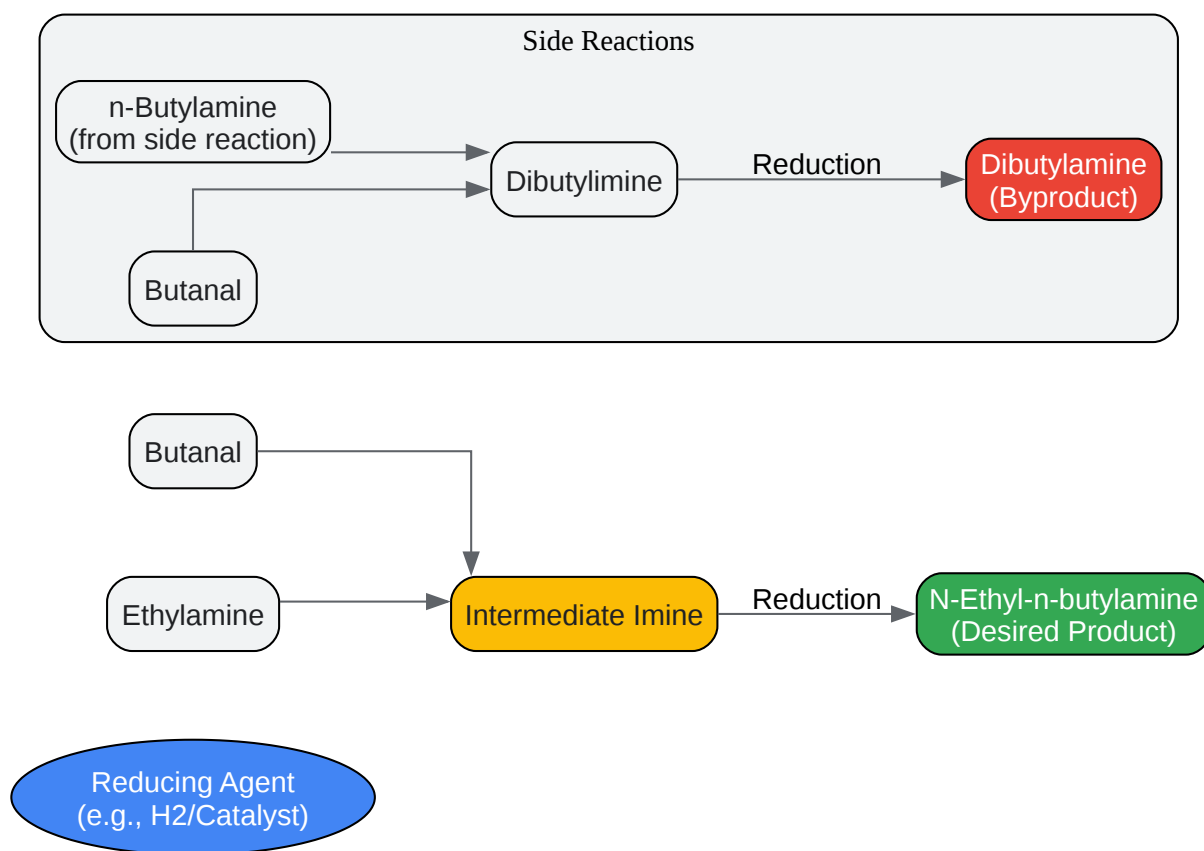 Side Reactions
n-Butylamine
(from side reaction)
Dibutylimine
Reduction
Dibutylamine
(Byproduct)
Butanal
Butanal
Ethylamine
Intermediate Imine
Reduction
N-Ethyl-n-butylamine
(Desired Product)
Reducing Agent
(e.g., H2/Catalyst)